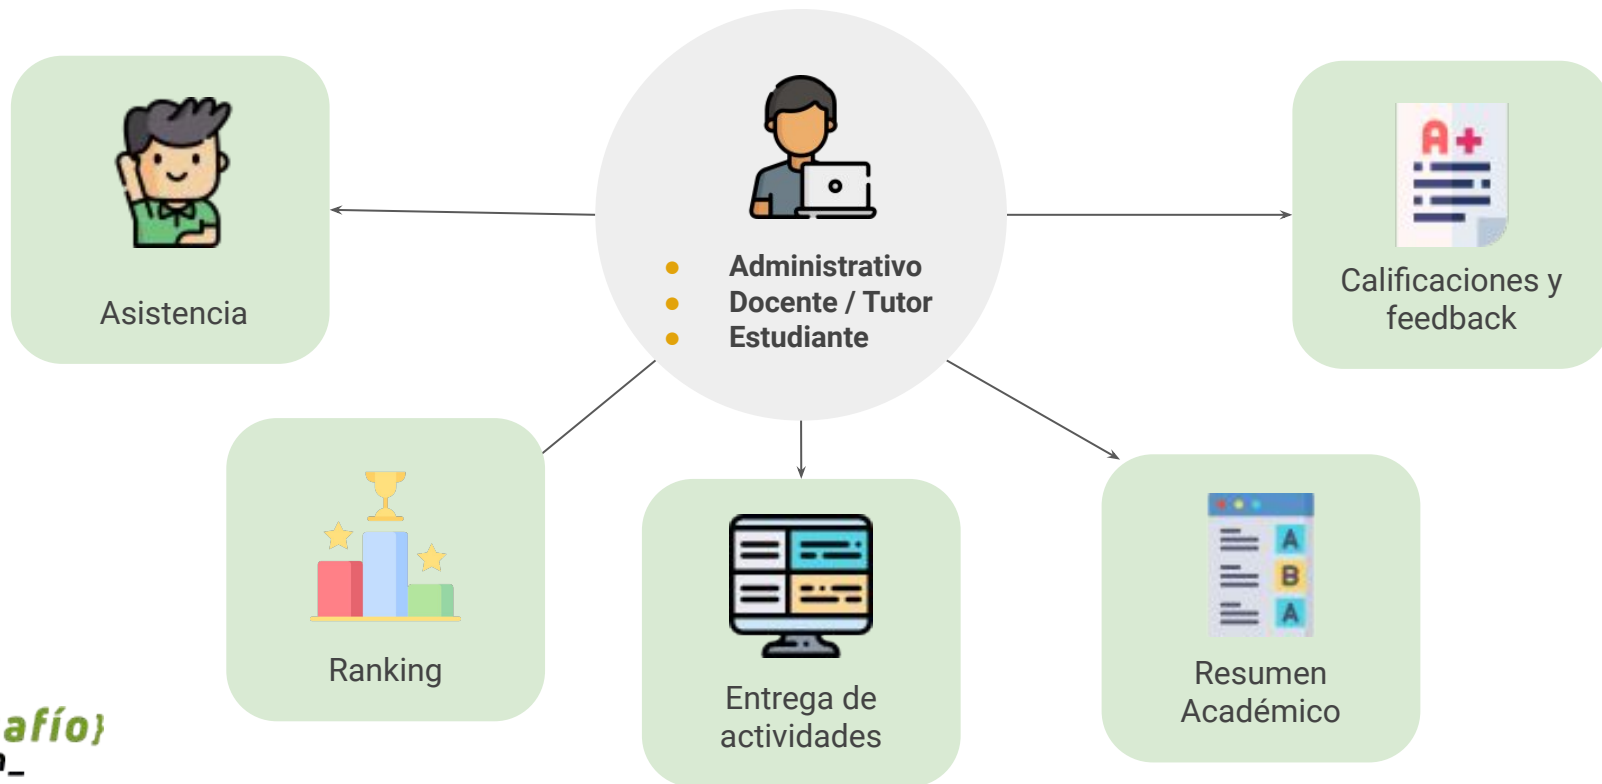 Administrativo
Docente / Tutor
Estudiante
Asistencia
Calificaciones y
feedback
Ranking
Entrega de
actividades
Resumen
Académico
A+
A
B
A
afío}